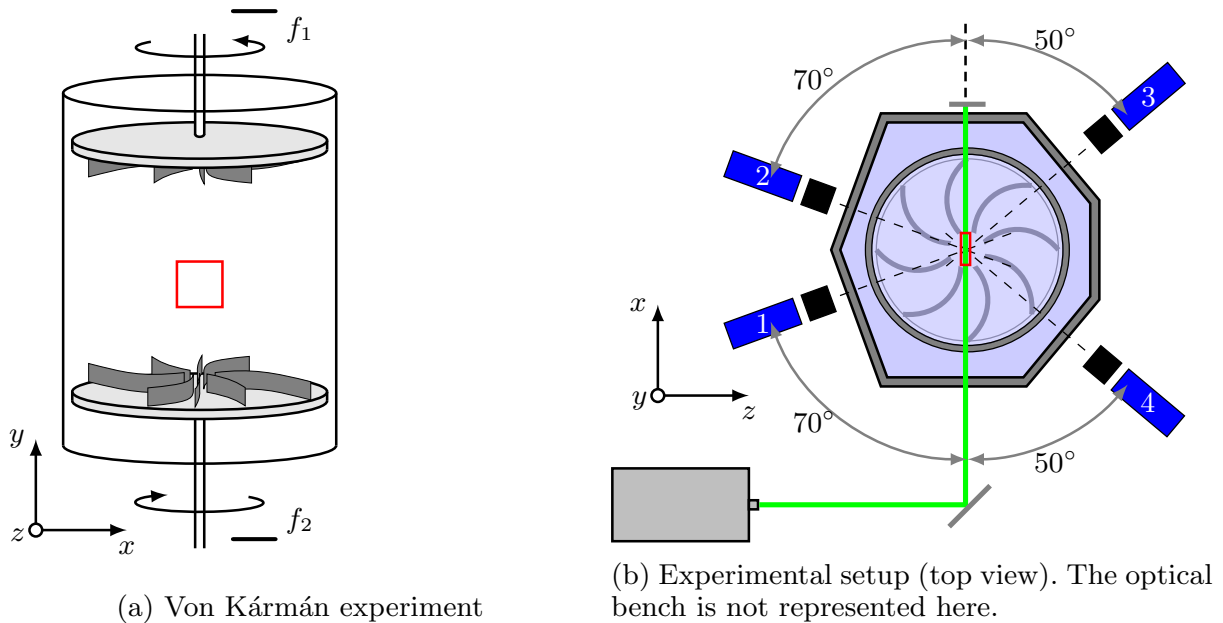 f₁
y
z
x
f₂
(a) Von Kármán experiment
70°
50°
3
2
1
4
x
y
z
70°
50°
(b) Experimental setup (top view). The optical
bench is not represented here.